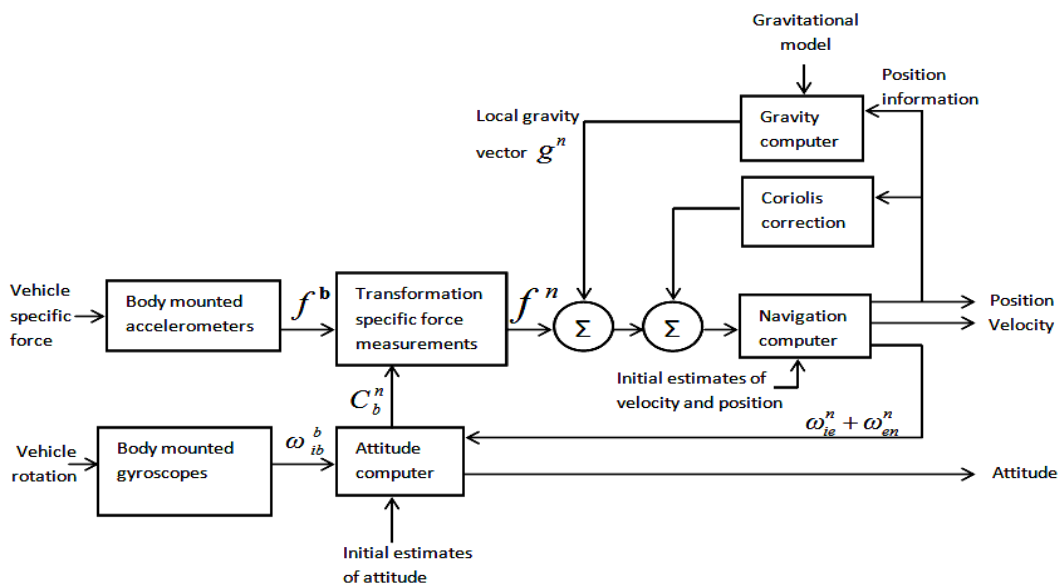 Gravitational
model
Position
information
Gravity
computer
Local gravity
vector g^n
Coriolis
correction
Vehicle
specific
force
Body mounted
accelerometers
f^b
Transformation
specific force
measurements
f^n
Σ
Σ
Navigation
computer
Position
Velocity
Initial estimates of
velocity and position
C_b^n
ω_ie^n + ω_en^n
Vehicle
rotation
Body mounted
gyroscopes
ω_ib^b
Attitude
computer
Attitude
Initial estimates
of attitude